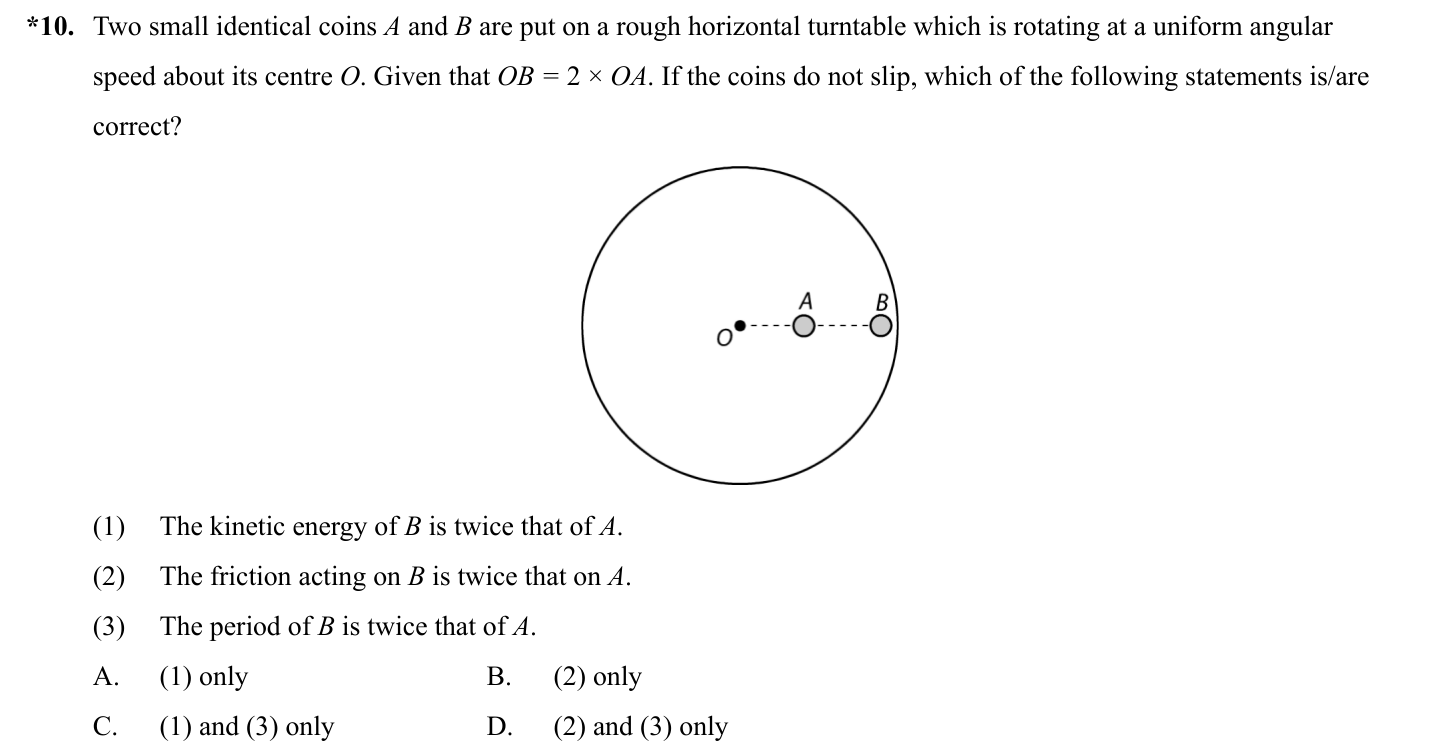 *10. Two small identical coins A and B are put on a rough horizontal turntable which is rotating at a uniform angular
speed about its centre O. Given that OB = 2 × OA. If the coins do not slip, which of the following statements is/are
correct?
A B
O
(1) The kinetic energy of B is twice that of A.
(2) The friction acting on B is twice that on A.
(3) The period of B is twice that of A.
A. (1) only B. (2) only
C. (1) and (3) only D. (2) and (3) only